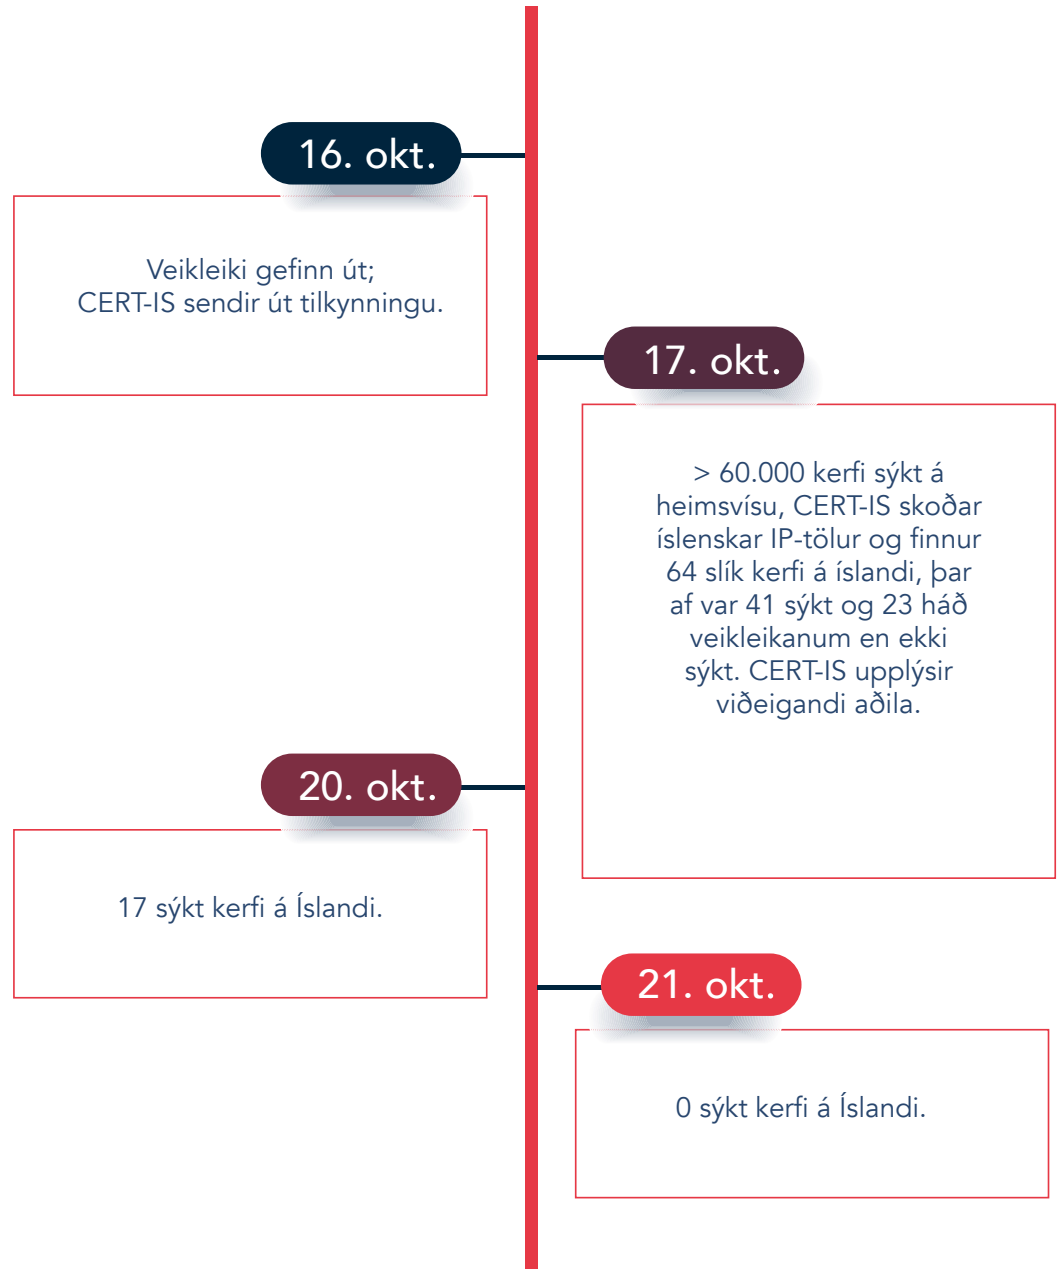 16. okt.
Veikleiki gefinn út;
CERT-IS sendir út tilkynningu.
17. okt.
> 60.000 kerfi sýkt á
heimsvísu, CERT-IS skoðar
íslenskar IP-tölur og finnur
64 slík kerfi á íslandi, þar
af var 41 sýkt og 23 háð
veikleikanum en ekki
sýkt. CERT-IS upplýsir
viðeigandi aðila.
20. okt.
17 sýkt kerfi á Íslandi.
21. okt.
0 sýkt kerfi á Íslandi.